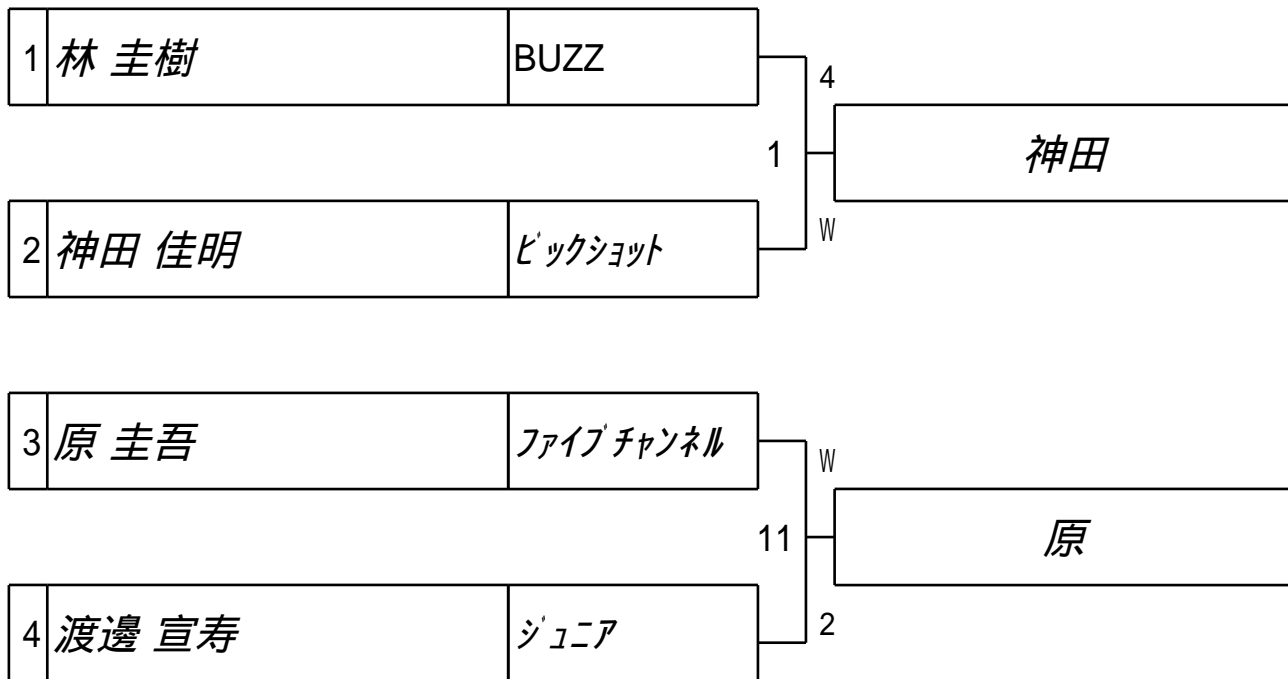 1 林 圭樹 BUZZ
4
1 神田
2 神田 佳明 ﾋﾞｯｸｼｮｯﾄ
W
3 原 圭吾 ﾌｧｲﾌﾞﾁｬﾝﾈﾙ
W
11 原
4 渡邊 宣寿 ｼﾞｭﾆｱ
2